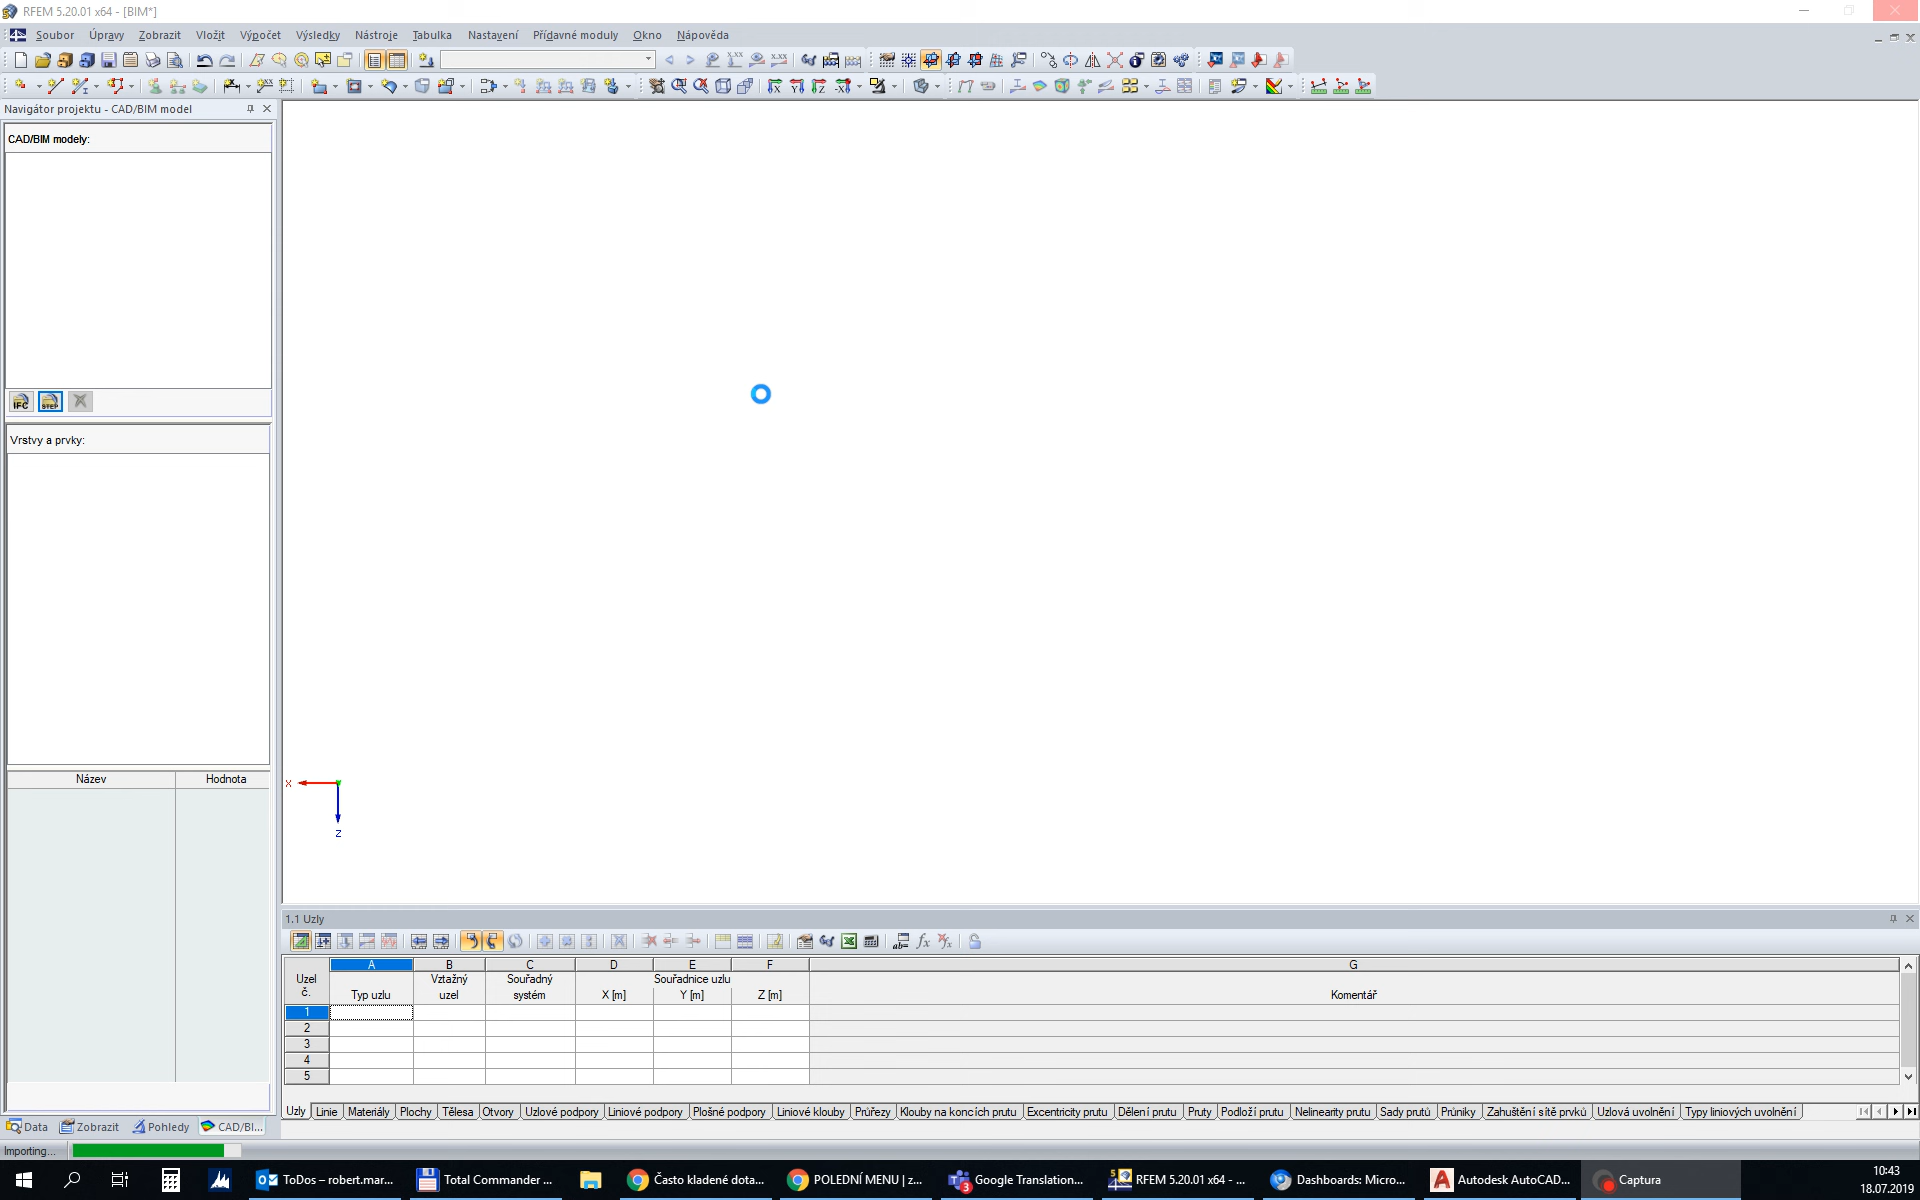 RFEM 5.20.01 x64 - [BIM*]
Soubor Úpravy Zobrazit Vložit Výpočet Výsledky Nástroje Tabulka Nastavení Přídavné moduly Okno Nápověda
Navigátor projektu - CAD/BIM model
CAD/BIM modely:
IFC STEP
Vrstvy a prvky:
Název Hodnota
X
Z
1.1 Uzly
A B C D E F G
Uzel Vztažný Souřadný Souřadnice uzlu
č. Typ uzlu uzel systém X [m] Y [m] Z [m] Komentář
1
2
3
4
5
Uzly Linie Materiály Plochy Tělesa Otvory Uzlové podpory Liniové podpory Plošné podpory Liniové klouby Průřezy Klouby na koncích prutu Excentricity prutu Dělení prutu Pruty Podloží prutu Nelinearity prutu Sady prutů Průniky Zahuštění sítě prvků Uzlová uvolnění Typy liniových uvolnění
Data Zobrazit Pohledy CAD/BI...
Importing...
ToDos – robert.mar... Total Commander ... Často kladené dota... POLEDNÍ MENU | z... 3 Google Translation... RFEM 5.20.01 x64 - ... Dashboards: Micro... Autodesk AutoCAD... Captura
10:43
18.07.2019